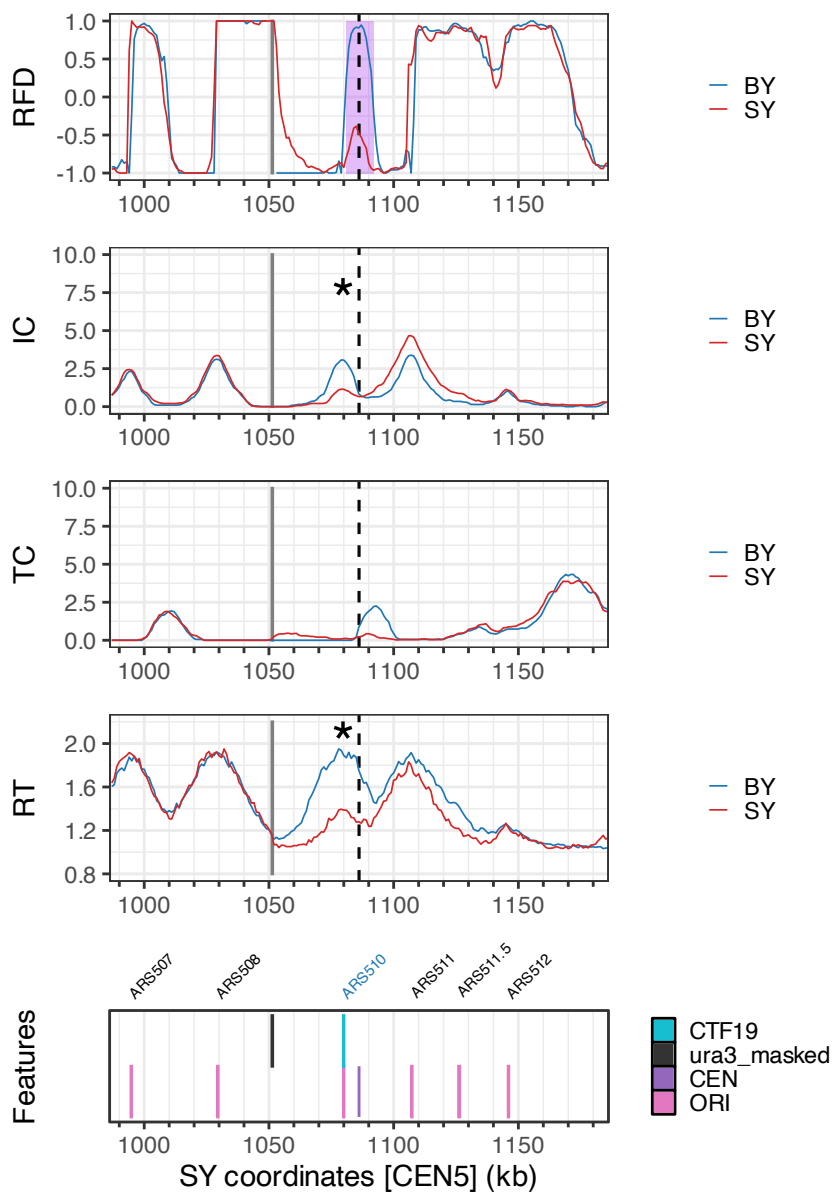 RFD
1.0
0.5
0.0
-0.5
-1.0
1000 1050 1100 1150
BY
SY
IC
10.0
7.5
5.0
2.5
0.0
*
1000 1050 1100 1150
BY
SY
TC
10.0
7.5
5.0
2.5
0.0
1000 1050 1100 1150
BY
SY
RT
2.0
1.6
1.2
0.8
*
1000 1050 1100 1150
BY
SY
ARS507 ARS508 ARS510 ARS511 ARS511.5 ARS512
Features
1000 1050 1100 1150
SY coordinates [CEN5] (kb)
CTF19
ura3_masked
CEN
ORI